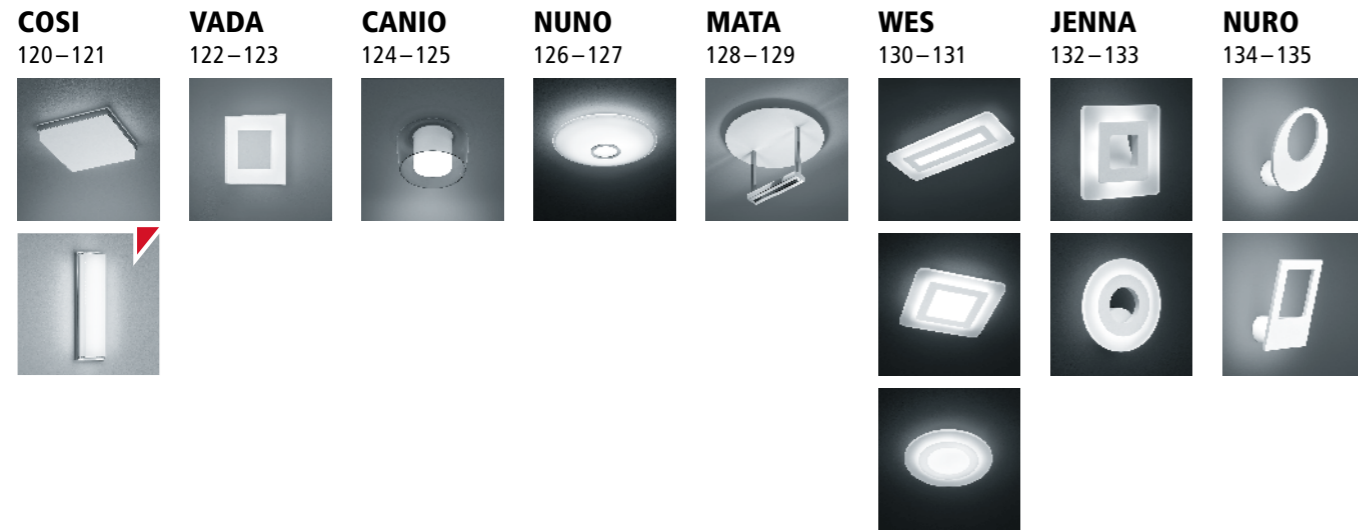 COSI
120–121
VADA
122–123
CANIO
124–125
NUNO
126–127
MATA
128–129
WES
130–131
JENNA
132–133
NURO
134–135